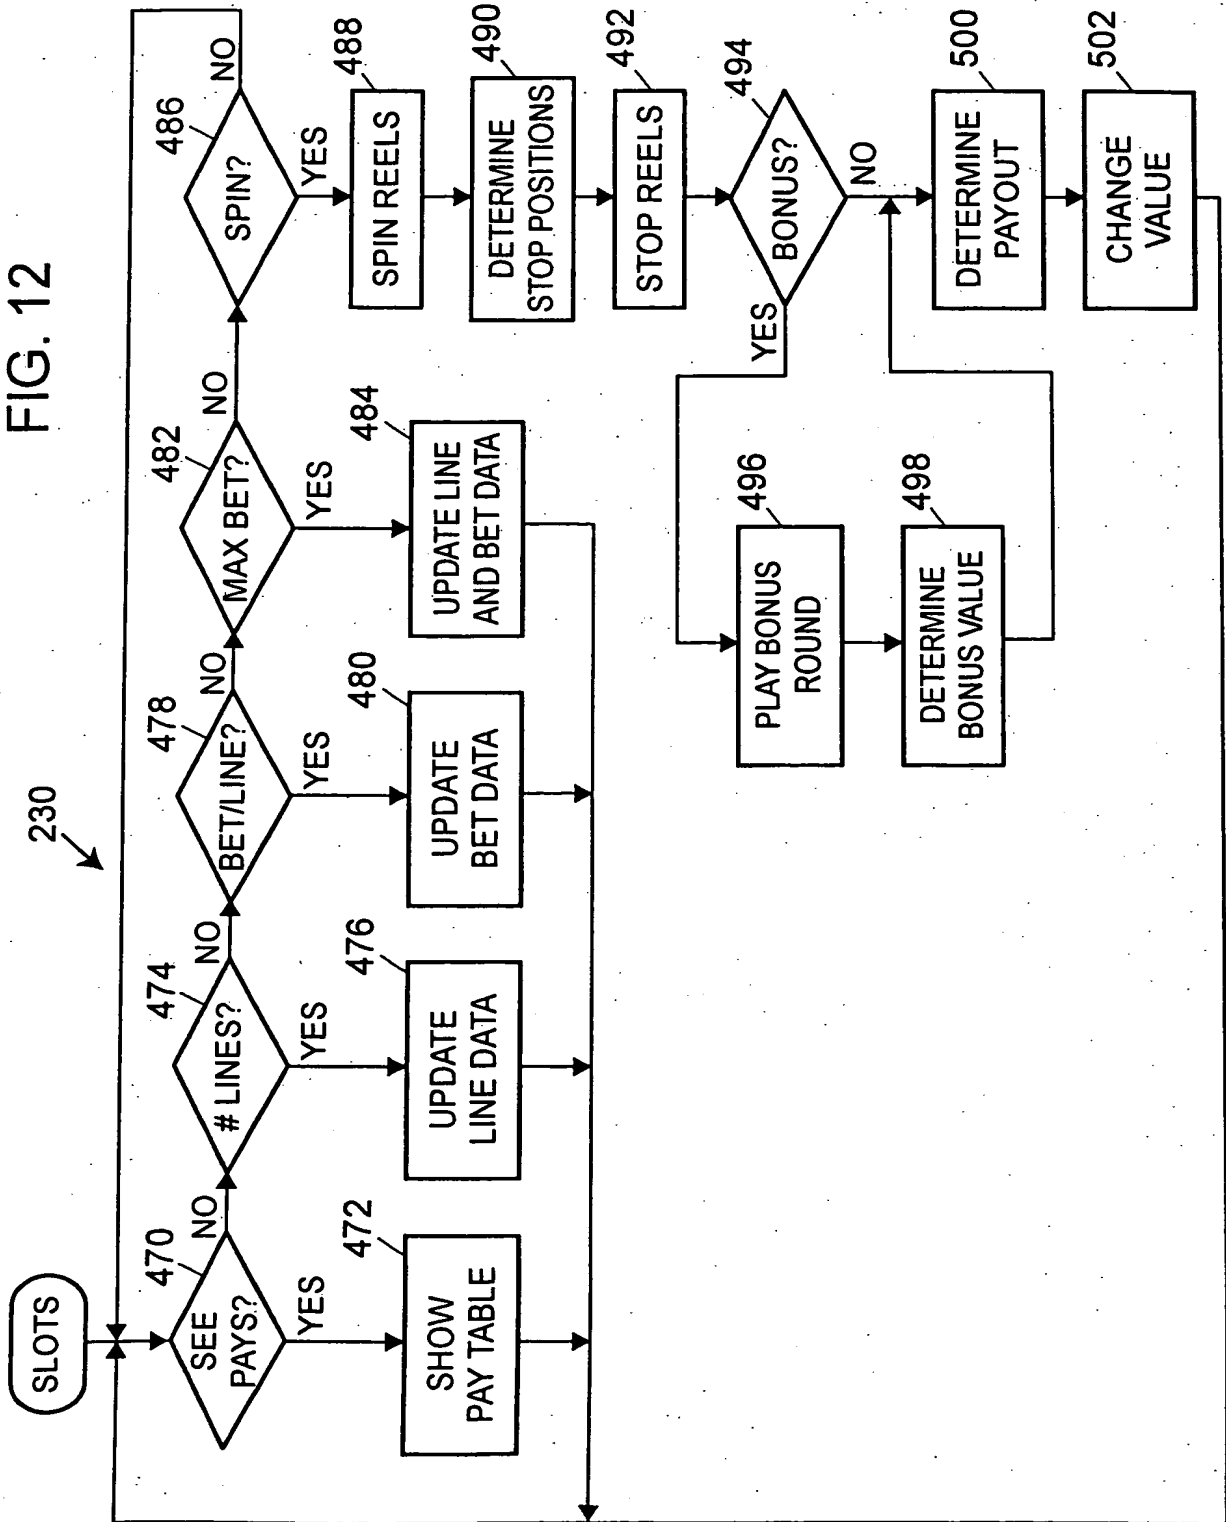 FIG. 12
230
SLOTS
470
SEE
PAYS?
NO
YES
472
SHOW
PAY TABLE
474
# LINES?
NO
YES
476
UPDATE
LINE DATA
478
BET/LINE?
NO
YES
480
UPDATE
BET DATA
482
MAX BET?
NO
YES
484
UPDATE LINE
AND BET DATA
486
SPIN?
NO
YES
488
SPIN REELS
490
DETERMINE
STOP POSITIONS
492
STOP REELS
494
BONUS?
YES
NO
496
PLAY BONUS
ROUND
498
DETERMINE
BONUS VALUE
500
DETERMINE
PAYOUT
502
CHANGE
VALUE